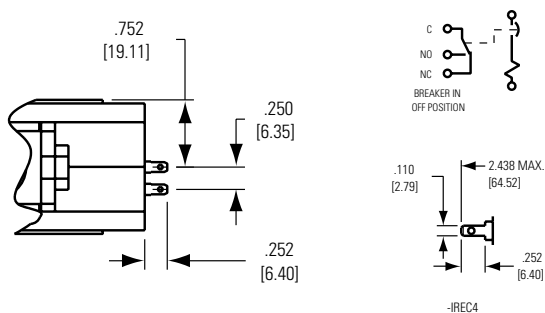 .752
[19.11]
.250
[6.35]
.252
[6.40]
C
NO
NC
BREAKER IN
OFF POSITION
.110
[2.79]
2.438 MAX.
[64.52]
.252
[6.40]
-IREC4